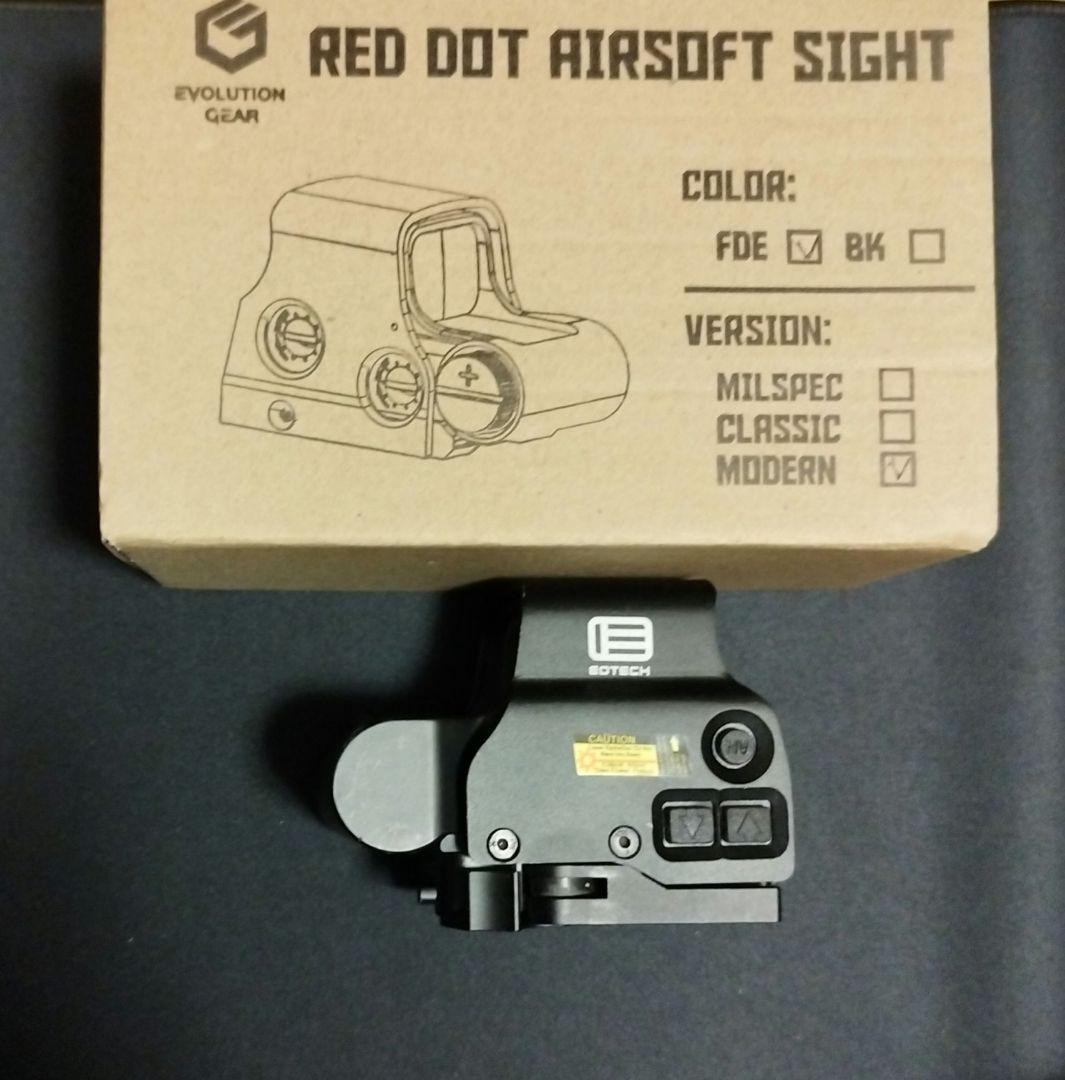 RED DOT AIRSOFT SIGHT
EVOLUTION
GEAR
COLOR:
FDE BK
VERSION:
MILSPEC
CLASSIC
MODERN
EOTECH
CAUTION